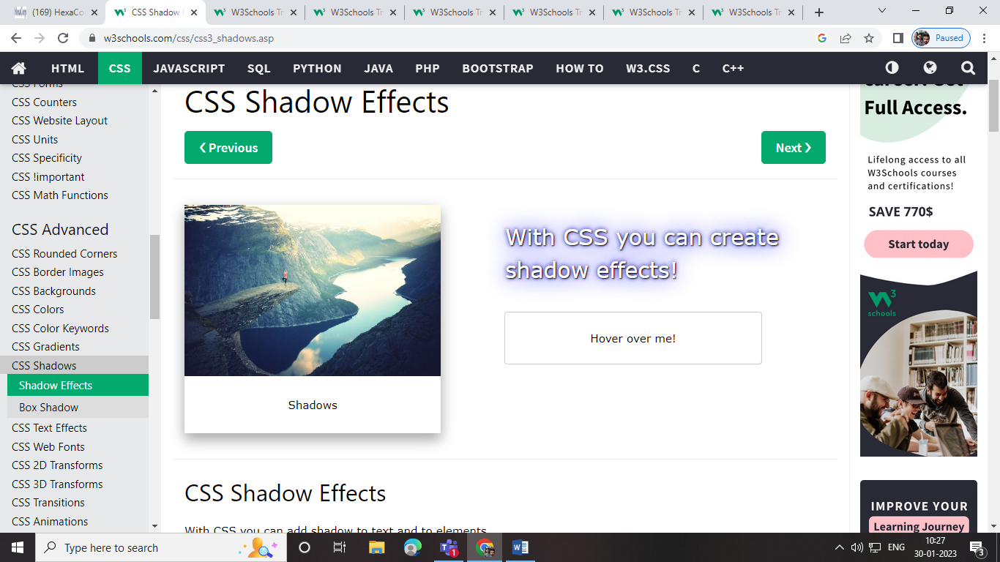 (169) HexaCo
CSS Shadow
W3Schools Tr
W3Schools Tr
W3Schools Tr
W3Schools Tr
W3Schools Tr
W3Schools Tr
w3schools.com/css/css3_shadows.asp
Paused
HTML CSS JAVASCRIPT SQL PYTHON JAVA PHP BOOTSTRAP HOW TO W3.CSS C C++
CSS Forms
CSS Counters
CSS Website Layout
CSS Units
CSS Specificity
CSS !important
CSS Math Functions
CSS Advanced
CSS Rounded Corners
CSS Border Images
CSS Backgrounds
CSS Colors
CSS Color Keywords
CSS Gradients
CSS Shadows
Shadow Effects
Box Shadow
CSS Text Effects
CSS Web Fonts
CSS 2D Transforms
CSS 3D Transforms
CSS Transitions
CSS Animations
CSS Shadow Effects
❮ Previous
Next ❯
With CSS you can create
shadow effects!
Hover over me!
Shadows
CSS Shadow Effects
With CSS you can add shadow to text and to elements.
career. Get
Full Access.
Lifelong access to all
W3Schools courses
and certifications!
SAVE 770$
Start today
W3
schools
IMPROVE YOUR
Learning Journey
Type here to search
1
ENG
10:27
30-01-2023
3